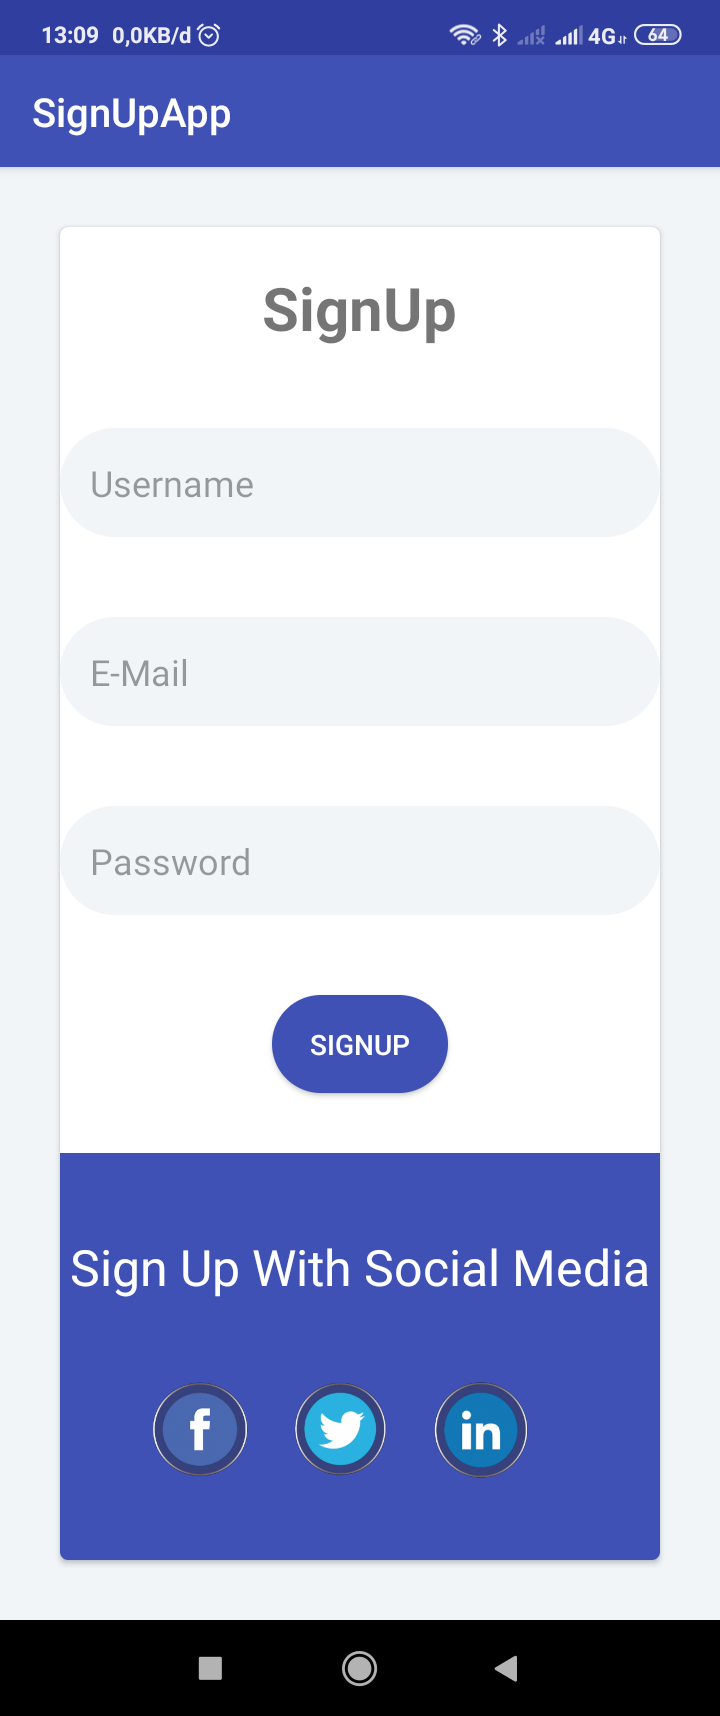 13:09 0,0KB/d 4G 64
SignUpApp
SignUp
Username
E-Mail
Password
SIGNUP
Sign Up With Social Media
f in